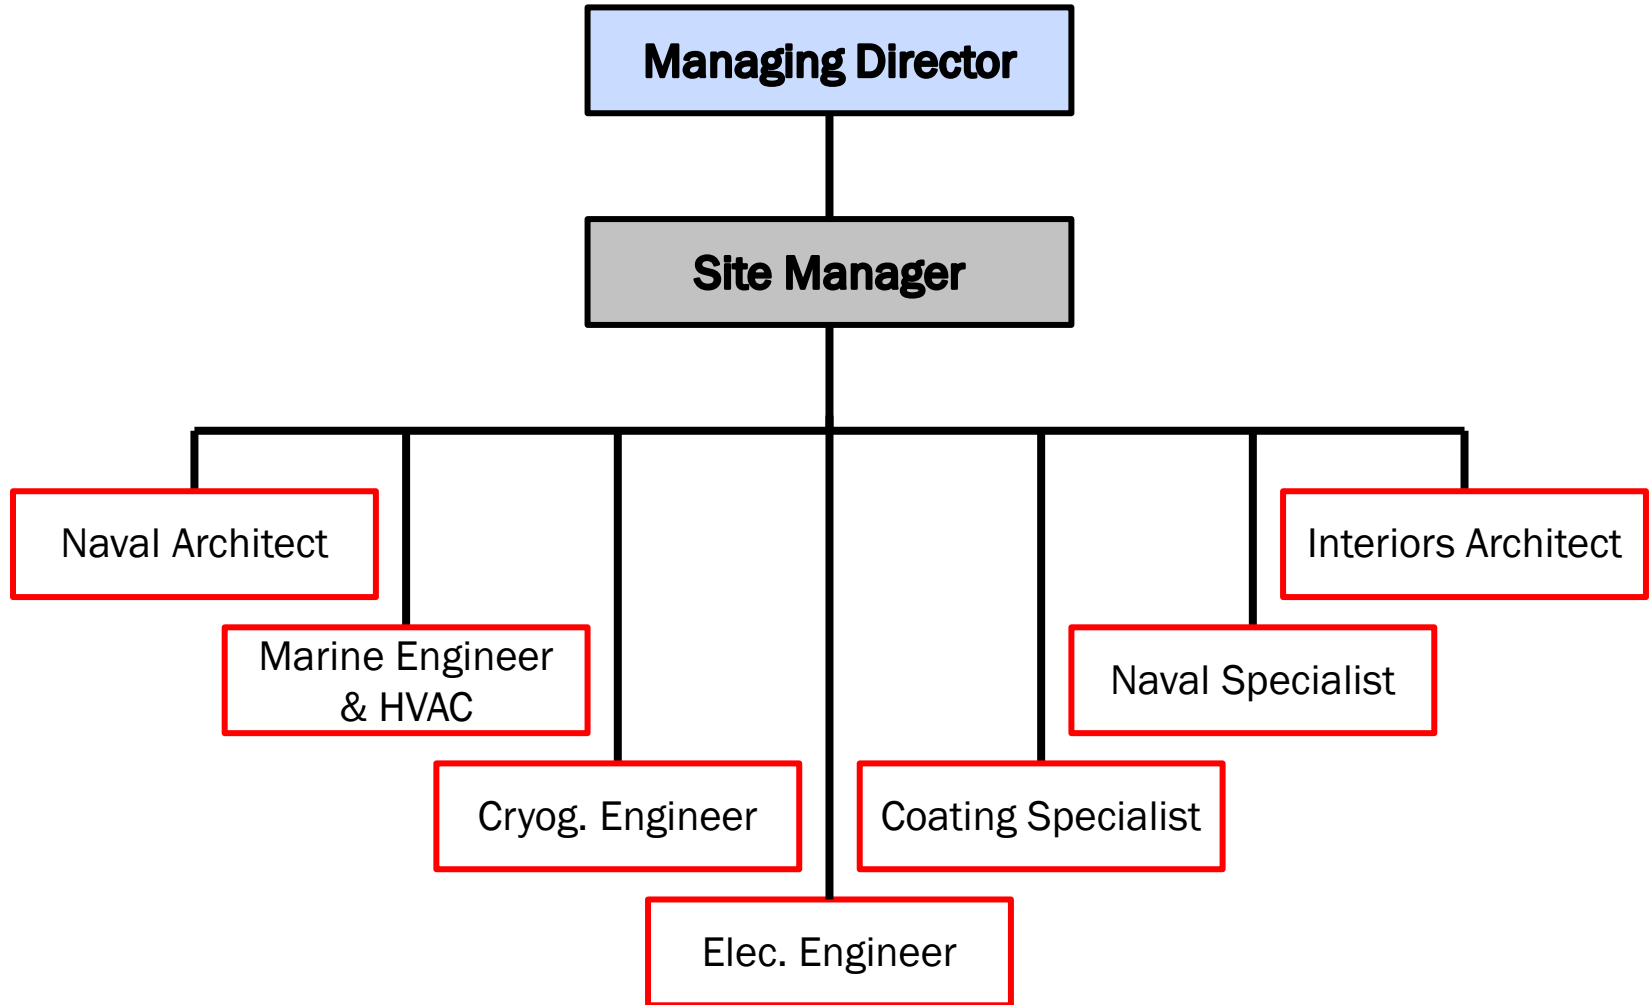 Managing Director
Site Manager
Naval Architect
Interiors Architect
Marine Engineer
& HVAC
Naval Specialist
Cryog. Engineer
Coating Specialist
Elec. Engineer